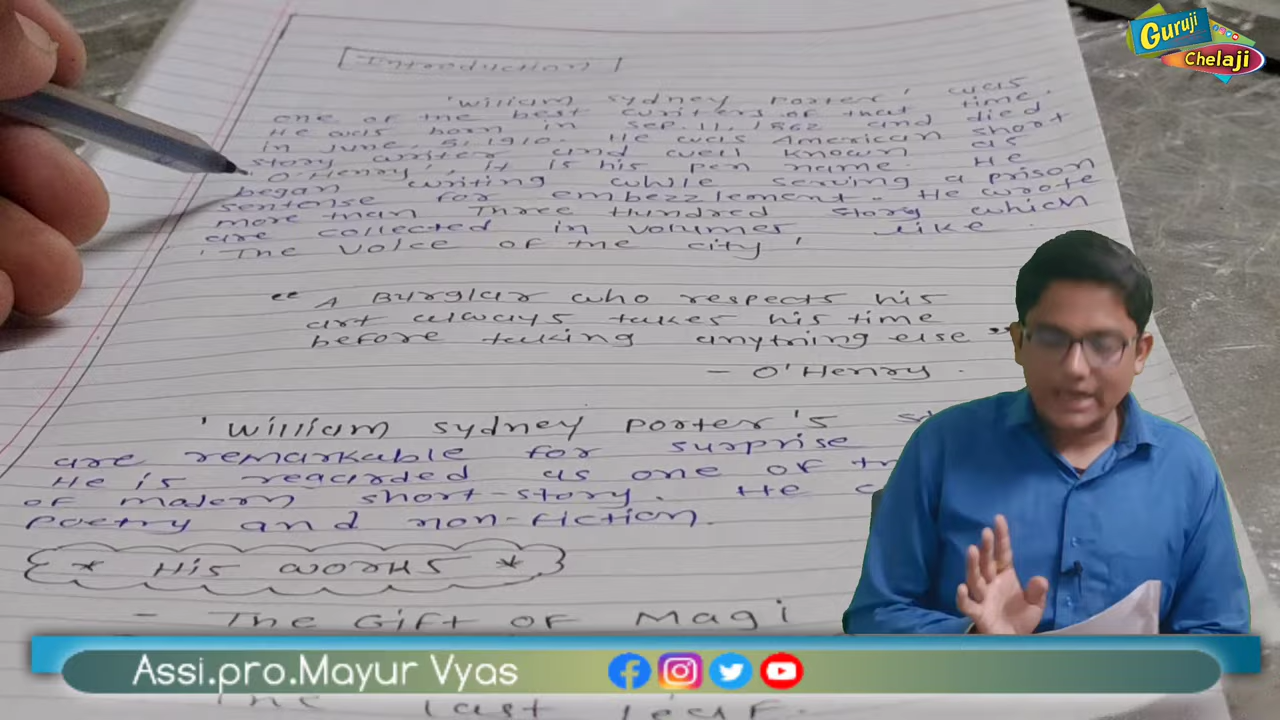 Guruji
Chelaji
Introduction
'William Sydney Porter' was
one of the best writers of that time.
He was born in Sep. 11, 1862 and died
in June, 5, 1910. He was American short
story writer and well known as
'O'Henry', it is his pen name. He
began writing while serving a prison
sentense for embezzlement. He wrote
more than Three Hundred story which
are collected in volumes like
'The Voice of the city'
" A Burglar who respects his
art always takes his time
before taking anything else "
- O'Henry.
'William Sydney Porter's
are remarkable for surprise
He is reacrded as one of
of modern short-story. He
poetry and non-fiction.
* His works *
- The Gift of Magi
The last leaf.
Assi.pro.Mayur Vyas